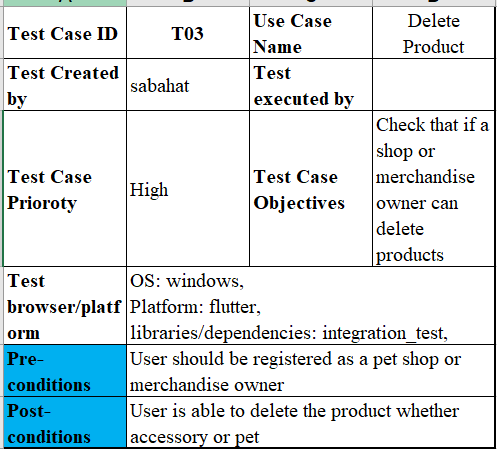 Test Case ID T03 Use Case Name Delete Product
Test Created by sabahat Test executed by
Test Case Prioroty High Test Case Objectives Check that if a shop or merchandise owner can delete products
Test browser/platform OS: windows,
Platform: flutter,
libraries/dependencies: integration_test,
Pre-conditions User should be registered as a pet shop or merchandise owner
Post-conditions User is able to delete the product whether accessory or pet